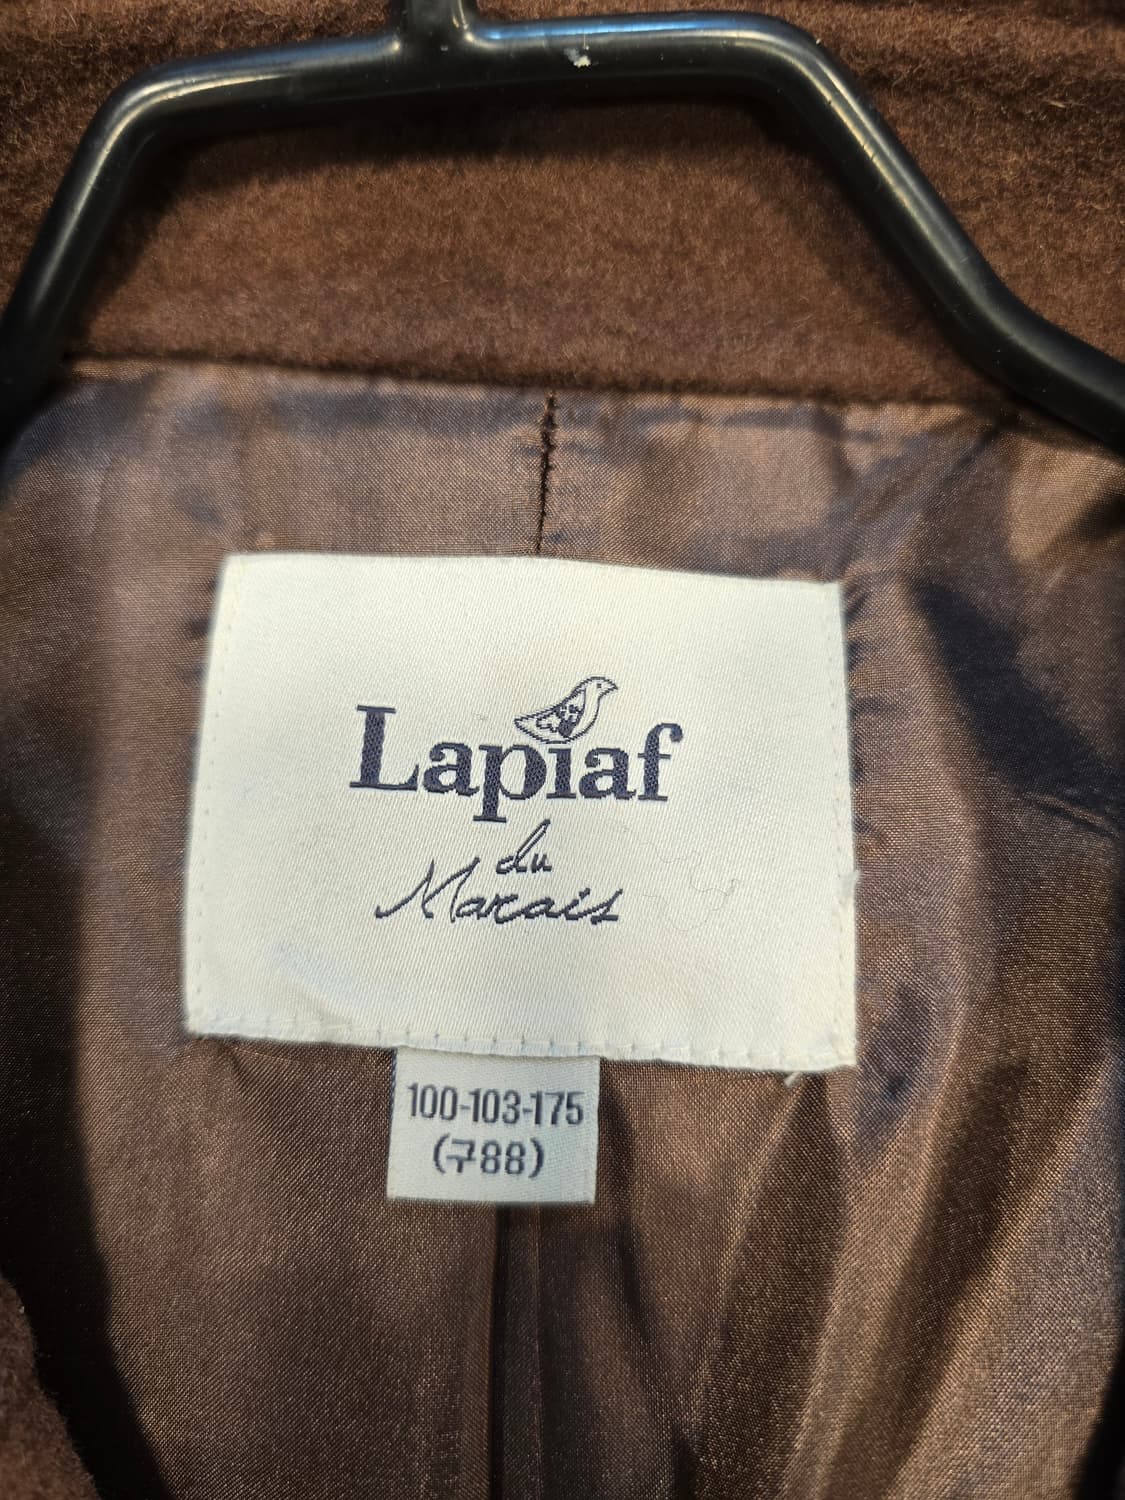 Lapiaf
du
Marais
100-103-175
(구88)